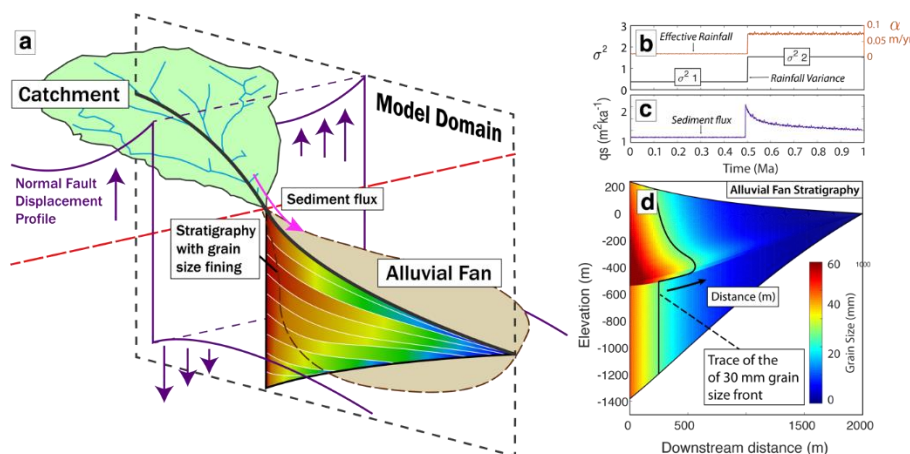 a
Catchment
Model Domain
Normal Fault
Displacement
Profile
Sediment flux
Stratigraphy
with grain
size fining
Alluvial Fan
b
σ² 3
2
1
0
Effective Rainfall
σ² 1
σ² 2
Rainfall Variance
0.1 α
0.05 m/yr
0
c
qs (m²ka⁻¹)
2
1
Sediment flux
0 0.1 0.2 0.3 0.4 0.5 0.6 0.7 0.8 0.9 1
Time (Ma)
d
Alluvial Fan Stratigraphy
Elevation (m)
200
0
-200
-400
-600
-800
-1000
-1200
-1400
Distance (m)
Trace of the
of 30 mm grain
size front
60
40
20
0
Grain Size (mm)
0 500 1000 1500 2000
Downstream distance (m)